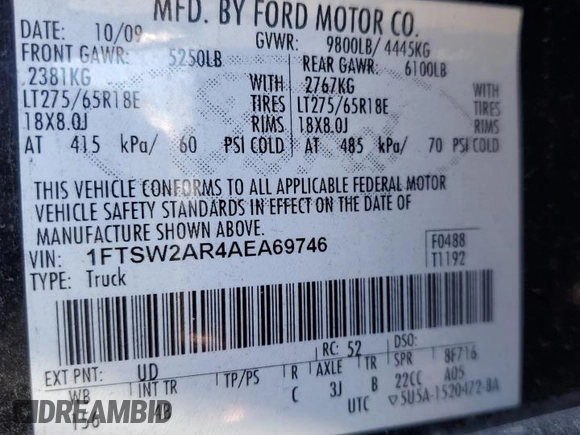 MFD. BY FORD MOTOR CO.
DATE: 10/09 GVWR: 9800LB/ 4445KG
FRONT GAWR: 5250LB REAR GAWR: 6100LB
2381KG WITH 2767KG WITH
LT275/65R18E TIRES LT275/65R18E TIRES
18X8.0J RIMS 18X8.0J RIMS
AT 415 kPa/ 60 PSI COLD AT 485 kPa/ 70 PSI COLD
THIS VEHICLE CONFORMS TO ALL APPLICABLE FEDERAL MOTOR
VEHICLE SAFETY STANDARDS IN EFFECT ON THE DATE OF
MANUFACTURE SHOWN ABOVE.
VIN: 1FTSW2AR4AEA69746 F0488
TYPE: Truck T1192
EXT PNT: UD RC: 52 DSO:
WB INT TR TP/PS R AXLE TR SPR 8F716
156 C 3J B 22CC A05
UTC ▽5U5A-1520472-BA
DREAMBID